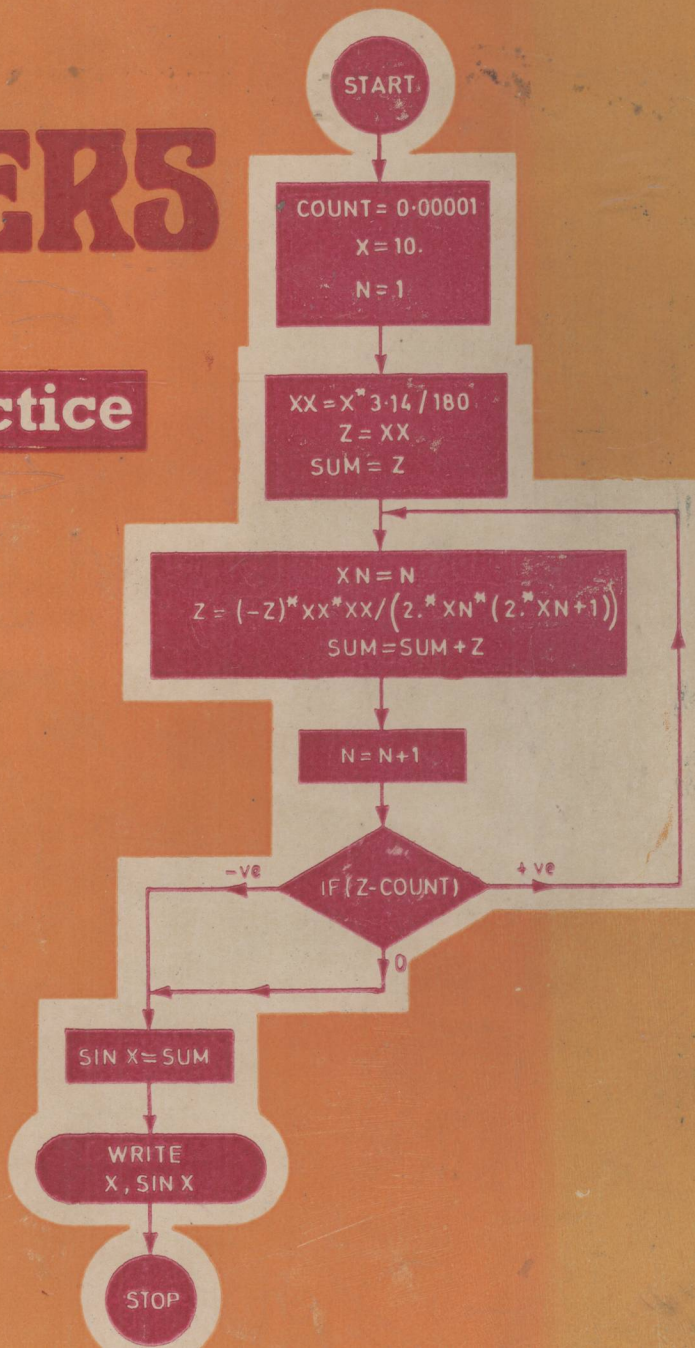 START
ERS
COUNT = 0·00001
X = 10.
N = 1
ctice
XX = X* 3·14 / 180
Z = XX
SUM = Z
XN = N
Z = (-Z)* XX* XX/(2.* XN* (2.* XN+1))
SUM = SUM + Z
N = N+1
-ve
IF (Z-COUNT)
+ve
0
SIN X = SUM
WRITE
X, SIN X
STOP